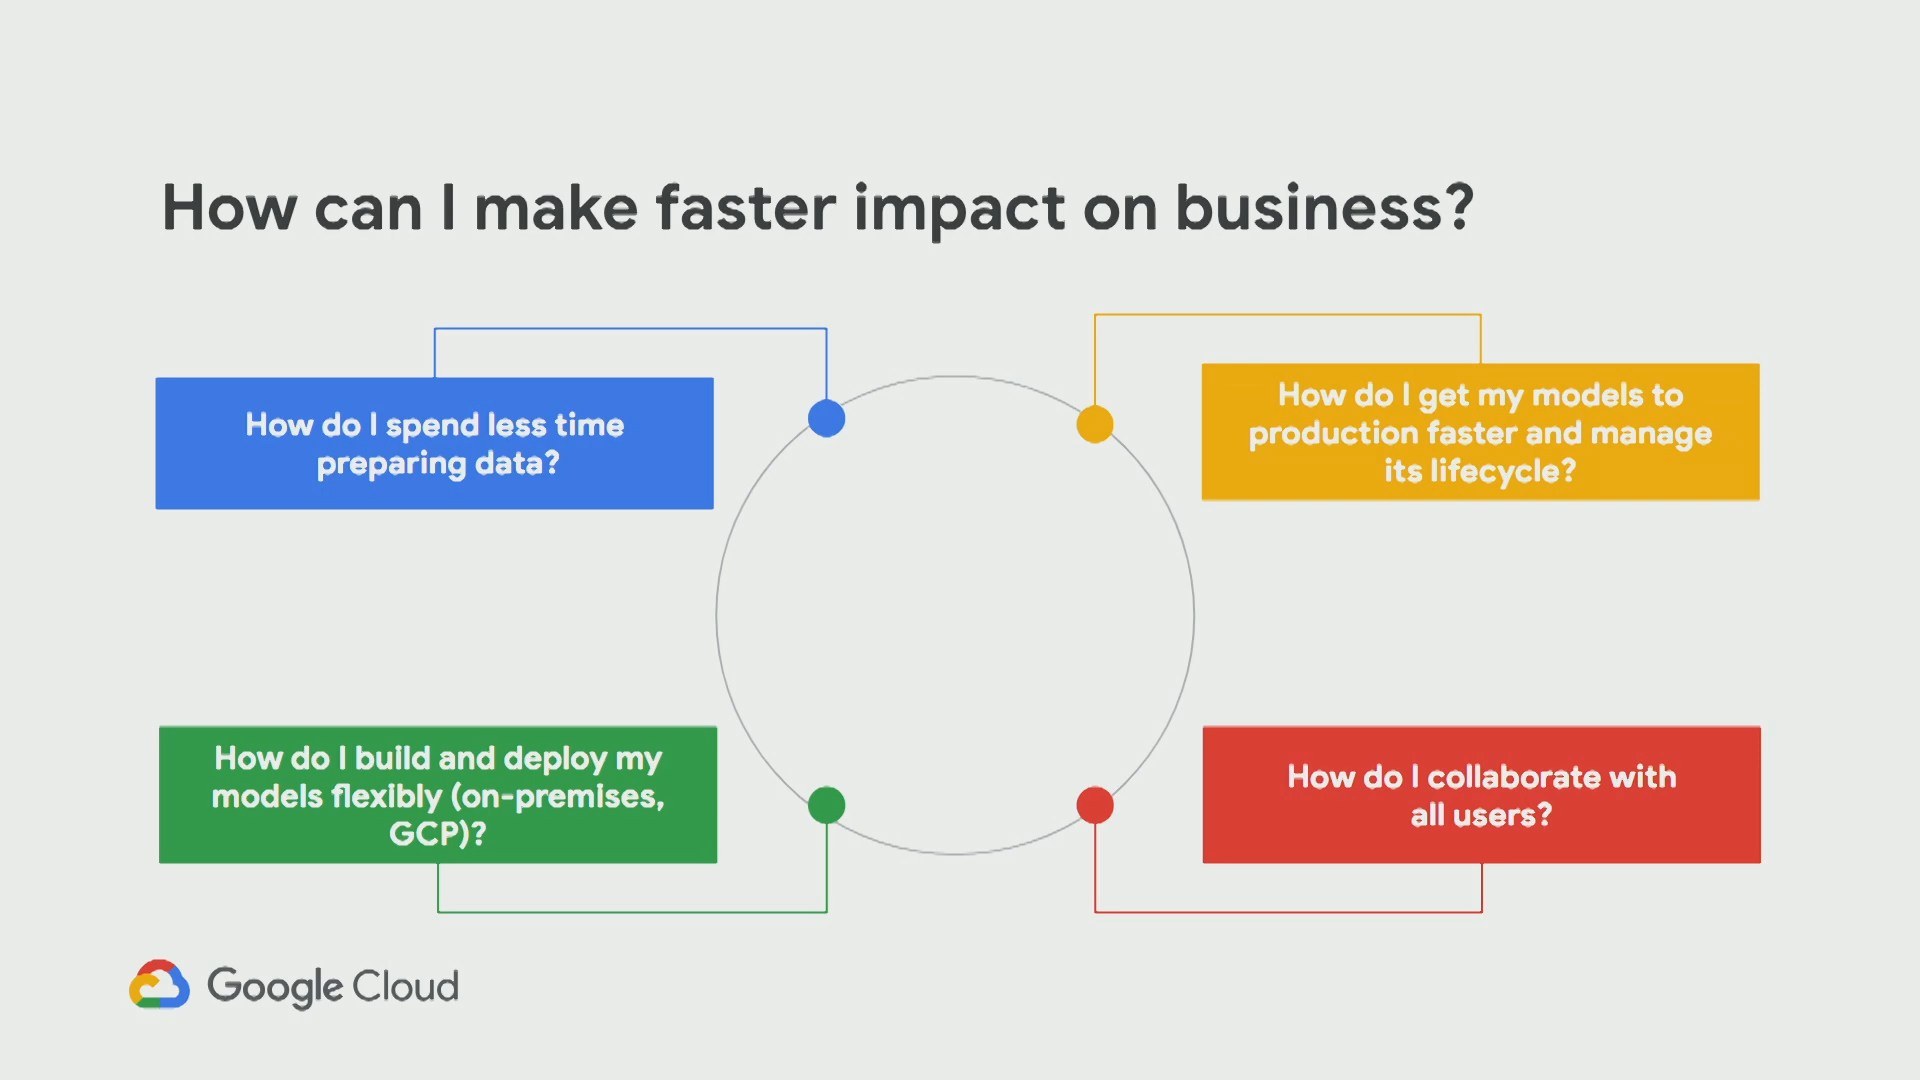 How can I make faster impact on business?
How do I spend less time
preparing data?
How do I get my models to
production faster and manage
its lifecycle?
How do I build and deploy my
models flexibly (on-premises,
GCP)?
How do I collaborate with
all users?
Google Cloud